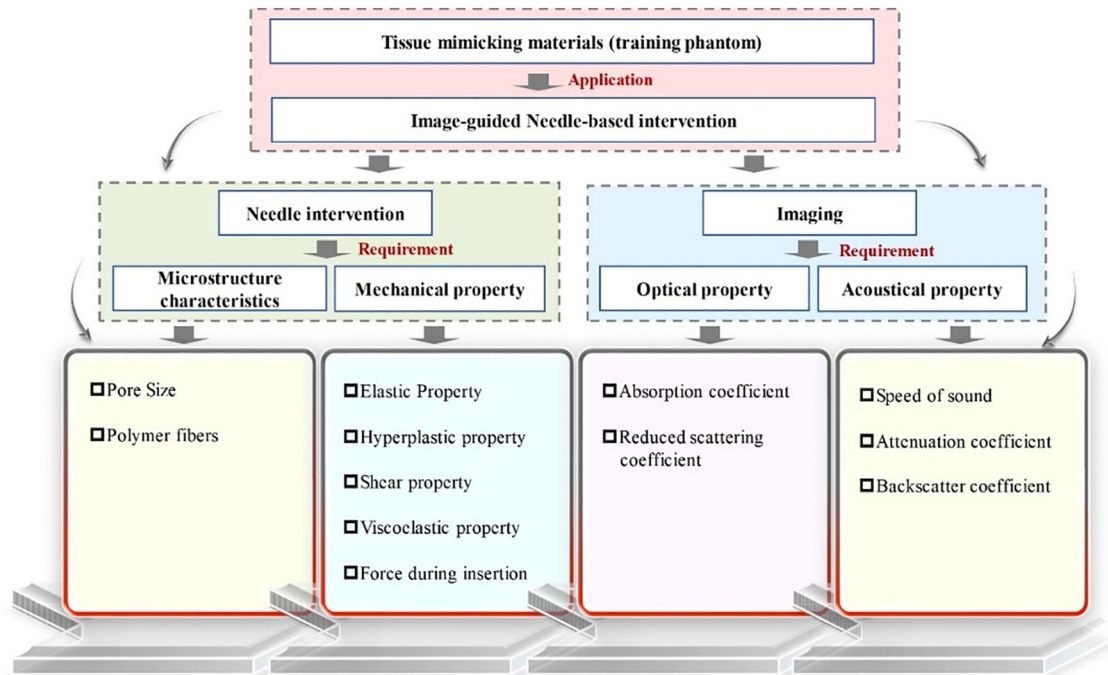 Tissue mimicking materials (training phantom)
Application
Image-guided Needle-based intervention
Needle intervention
Requirement
Microstructure
characteristics
Mechanical property
Imaging
Requirement
Optical property
Acoustical property
Pore Size
Polymer fibers
Elastic Property
Hyperplastic property
Shear property
Viscoelastic property
Force during insertion
Absorption coefficient
Reduced scattering
coefficient
Speed of sound
Attenuation coefficient
Backscatter coefficient